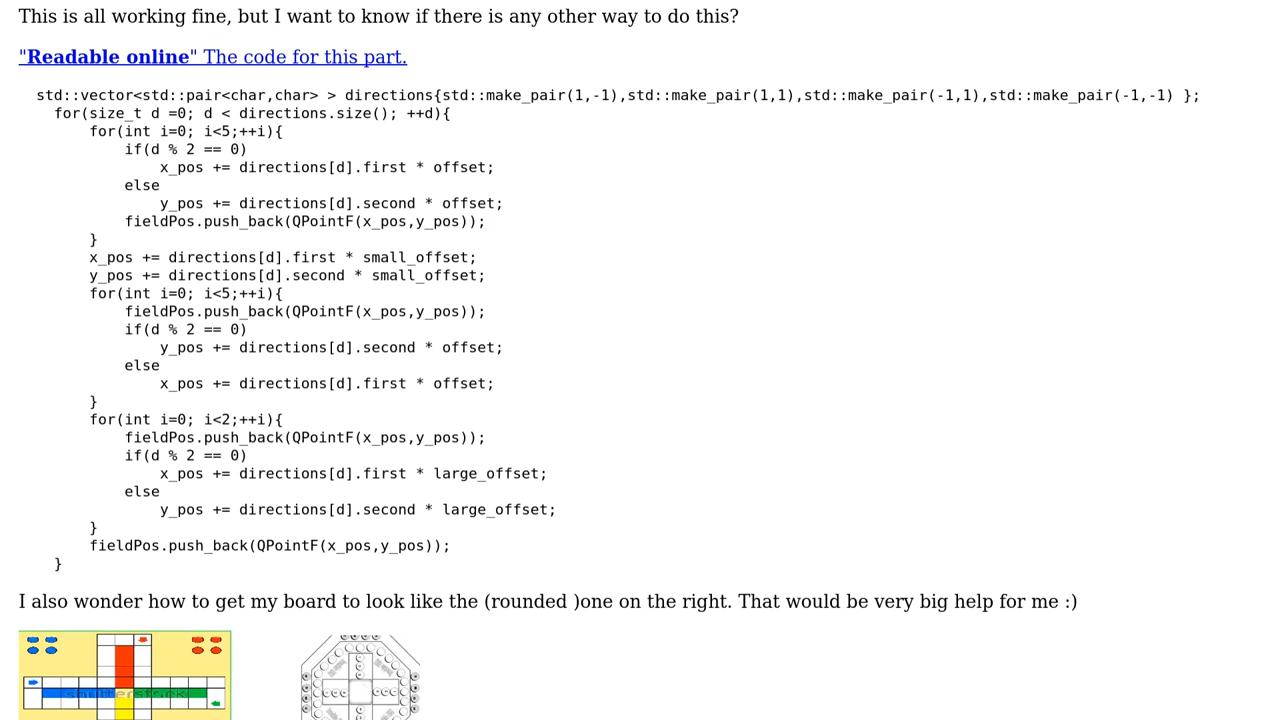 This is all working fine, but I want to know if there is any other way to do this?
"Readable online" The code for this part.
std::vector<std::pair<char,char> > directions{std::make_pair(1,-1),std::make_pair(1,1),std::make_pair(-1,1),std::make_pair(-1,-1) };
for(size_t d =0; d < directions.size(); ++d){
for(int i=0; i<5;++i){
if(d % 2 == 0)
x_pos += directions[d].first * offset;
else
y_pos += directions[d].second * offset;
fieldPos.push_back(QPointF(x_pos,y_pos));
}
x_pos += directions[d].first * small_offset;
y_pos += directions[d].second * small_offset;
for(int i=0; i<5;++i){
fieldPos.push_back(QPointF(x_pos,y_pos));
if(d % 2 == 0)
y_pos += directions[d].second * offset;
else
x_pos += directions[d].first * offset;
}
for(int i=0; i<2;++i){
fieldPos.push_back(QPointF(x_pos,y_pos));
if(d % 2 == 0)
x_pos += directions[d].first * large_offset;
else
y_pos += directions[d].second * large_offset;
}
fieldPos.push_back(QPointF(x_pos,y_pos));
}
I also wonder how to get my board to look like the (rounded )one on the right. That would be very big help for me :)
shutterstock